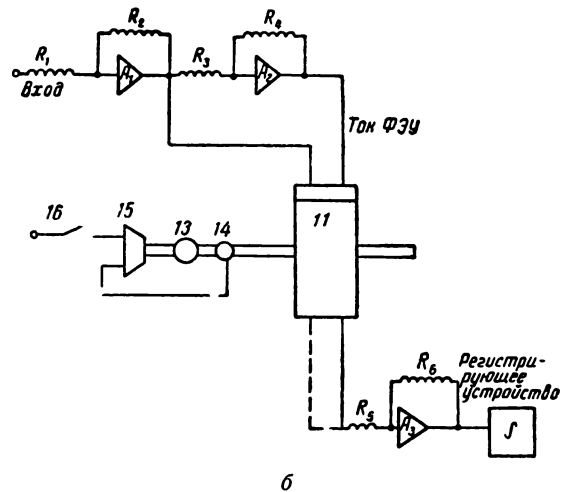 R₂
R₄
R₁
A₁
R₃
A₂
Вход
Ток ФЭУ
16
15
13
14
11
R₆
Регистри-
рующее
устройство
R₅
A₃
∫
б